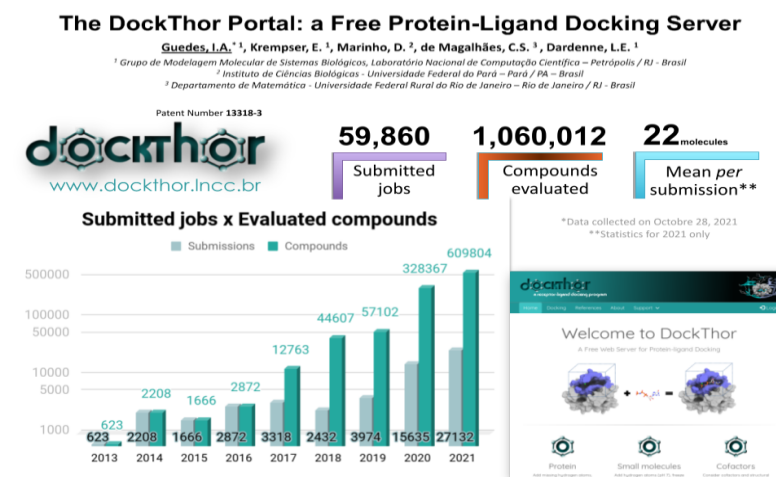 The DockThor Portal: a Free Protein-Ligand Docking Server
Guedes, I.A.* ¹, Krempser, E. ¹, Marinho, D. ², de Magalhães, C.S. ³ , Dardenne, L.E. ¹
¹ Grupo de Modelagem Molecular de Sistemas Biológicos, Laboratório Nacional de Computação Científica – Petrópolis / RJ - Brasil
² Instituto de Ciências Biológicas - Universidade Federal do Pará – Pará / PA – Brasil
³ Departamento de Matemática - Universidade Federal Rural do Rio de Janeiro – Rio de Janeiro / RJ - Brasil
Patent Number 13318-3
dockthor
www.dockthor.lncc.br
59,860
Submitted
jobs
1,060,012
Compounds
evaluated
22 molecules
Mean per
submission**
*Data collected on Octobre 28, 2021
**Statistics for 2021 only
Submitted jobs x Evaluated compounds
Submissions Compounds
500000
100000
50000
10000
5000
1000
623 2208 1666 2872 12763 44607 57102 328367 609804
623 2208 1666 2872 3318 2432 3974 15635 27132
2013 2014 2015 2016 2017 2018 2019 2020 2021
dockthor
a receptor-ligand docking program
Home Docking References About Support
Welcome to DockThor
A Free Web Server for Protein-ligand Docking
+ =
Protein Small molecules Cofactors